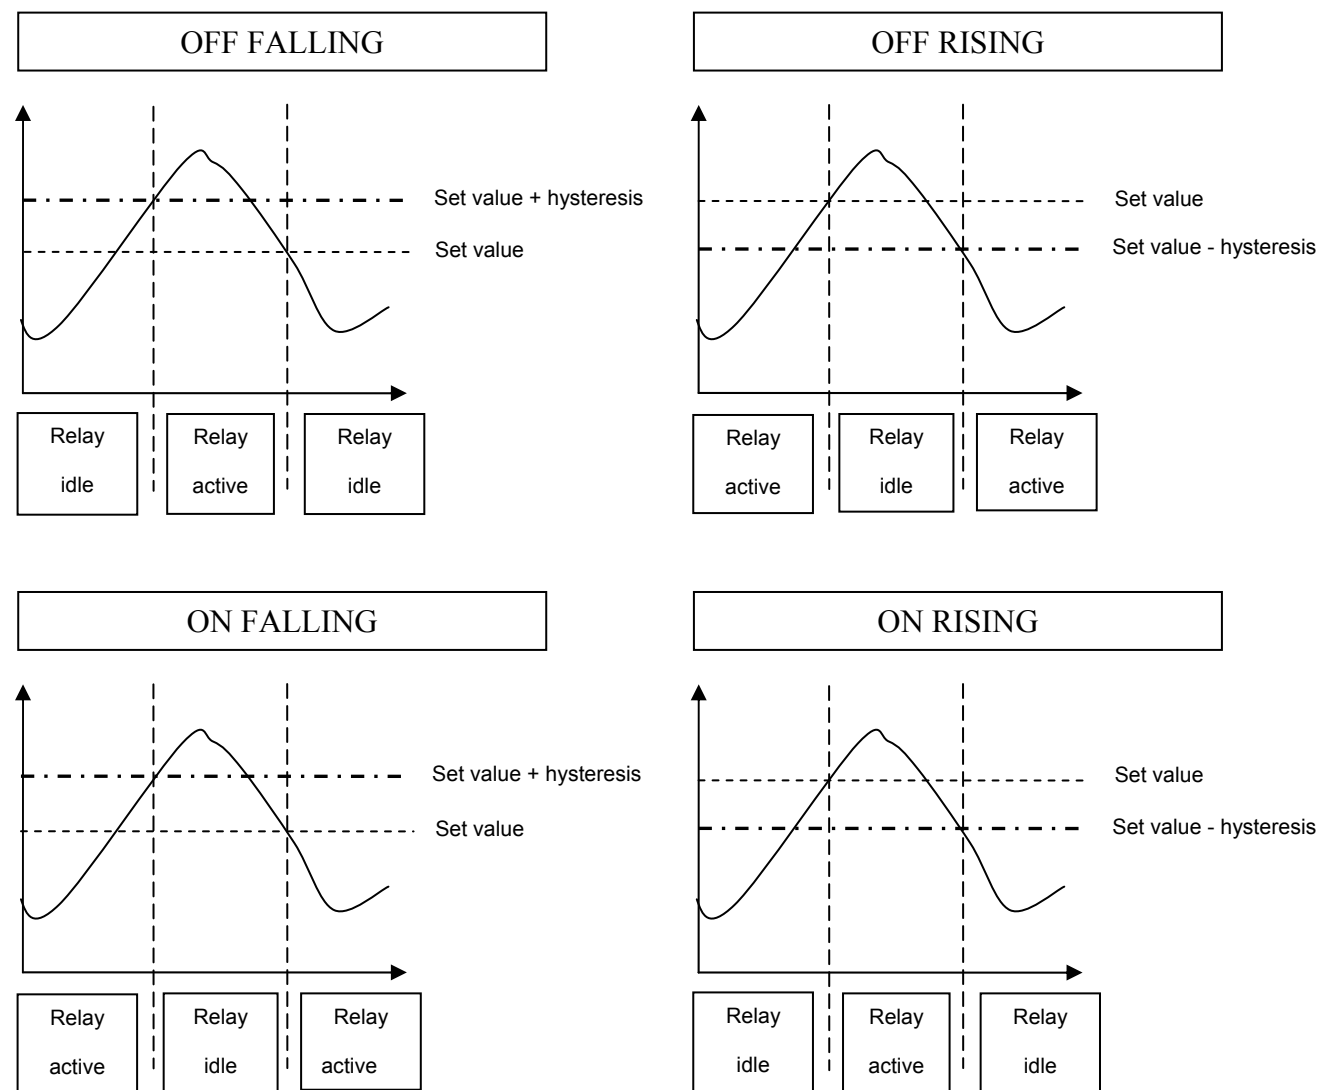 OFF FALLING
Set value + hysteresis
Set value
Relay
idle
Relay
active
Relay
idle
OFF RISING
Set value
Set value - hysteresis
Relay
active
Relay
idle
Relay
active
ON FALLING
Set value + hysteresis
Set value
Relay
active
Relay
idle
Relay
active
ON RISING
Set value
Set value - hysteresis
Relay
idle
Relay
active
Relay
idle